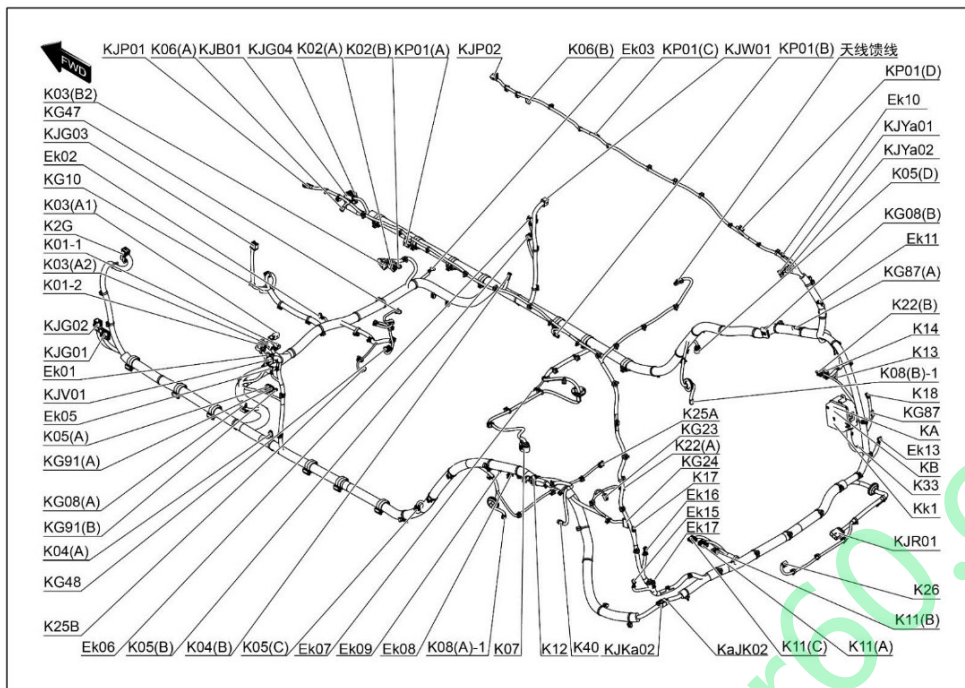 FWD
KJP01 K06(A) KJB01 KJG04 K02(A) K02(B) KP01(A) KJP02 K06(B) Ek03 KP01(C) KJW01 KP01(B) 天线馈线
K03(B2)
KG47
KJG03
Ek02
KG10
K03(A1)
K2G
K01-1
K03(A2)
K01-2
KJG02
KJG01
Ek01
KJV01
Ek05
K05(A)
KG91(A)
KG08(A)
KG91(B)
K04(A)
KG48
K25B
KP01(D)
Ek10
KJYa01
KJYa02
K05(D)
KG08(B)
Ek11
KG87(A)
K22(B)
K14
K13
K08(B)-1
K18
KG87
KA
Ek13
KB
K33
Kk1
K25A
KG23
K22(A)
KG24
K17
Ek16
Ek15
Ek17
KJR01
K26
K11(B)
Ek06 K05(B) K04(B) K05(C) Ek07 Ek09 Ek08 K08(A)-1 K07 K12 K40 KJKa02 KaJK02 K11(C) K11(A)